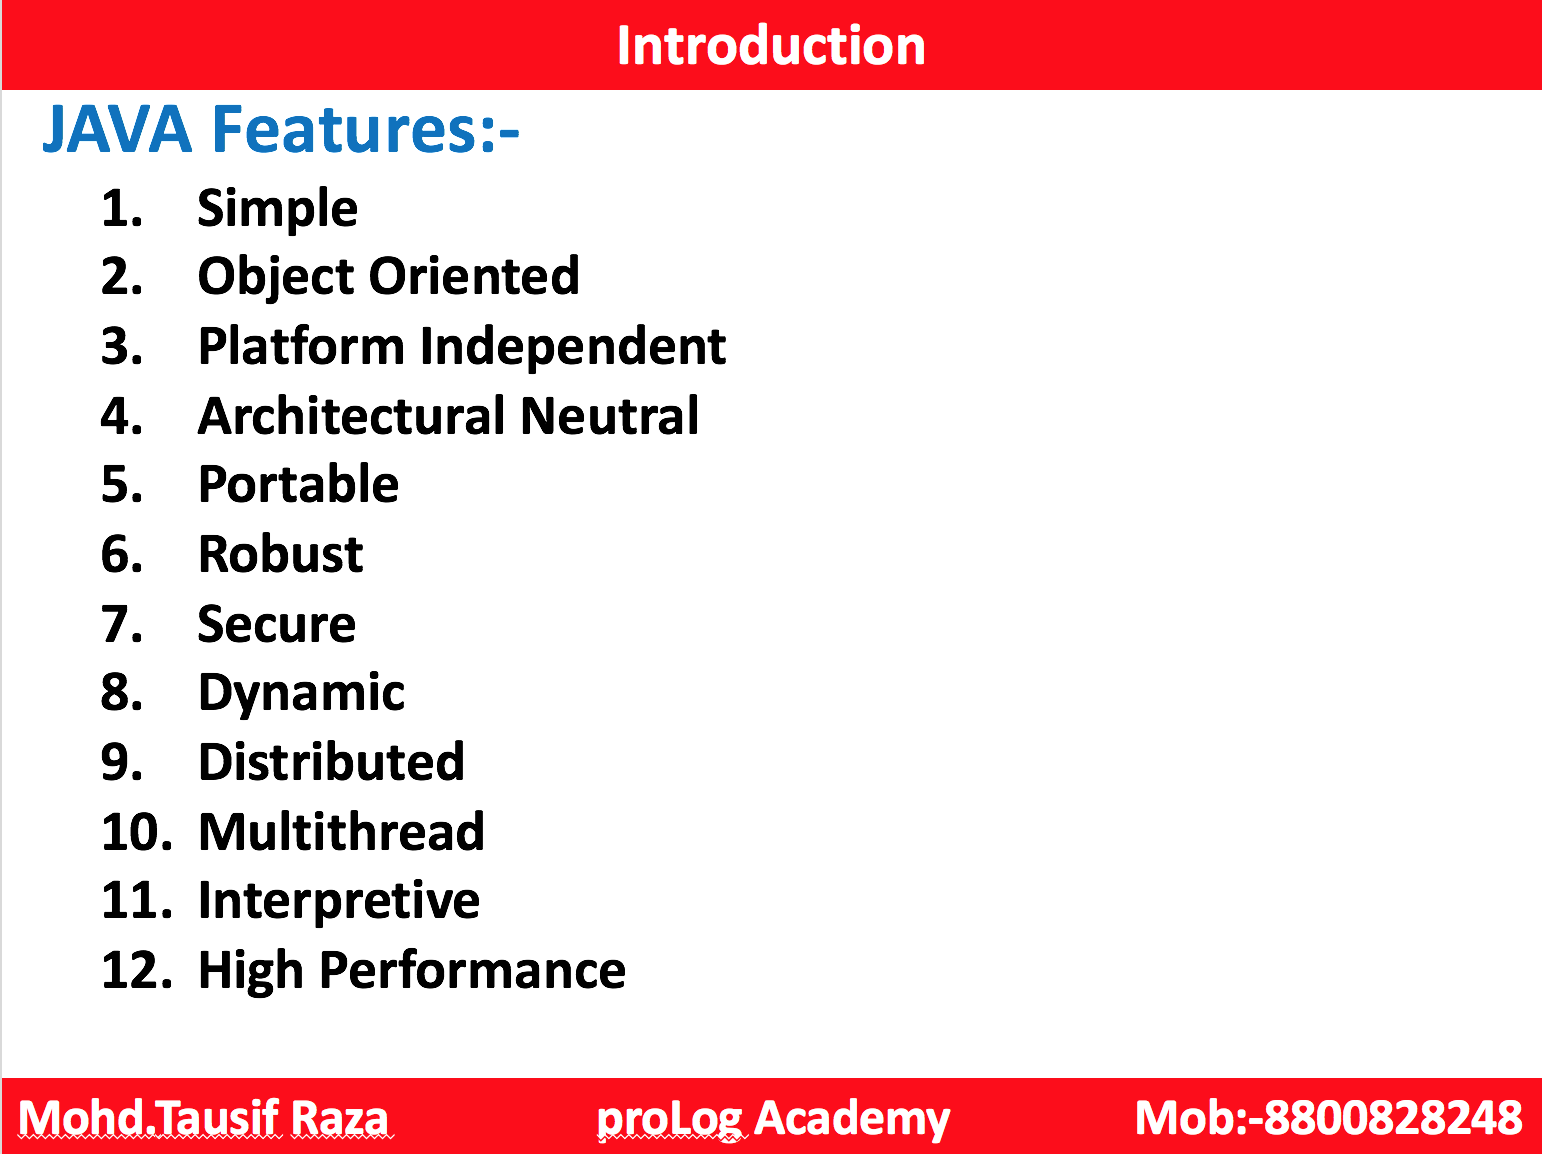 Introduction
JAVA Features:-
1. Simple
2. Object Oriented
3. Platform Independent
4. Architectural Neutral
5. Portable
6. Robust
7. Secure
8. Dynamic
9. Distributed
10. Multithread
11. Interpretive
12. High Performance
Mohd.Tausif Raza proLog Academy Mob:-8800828248